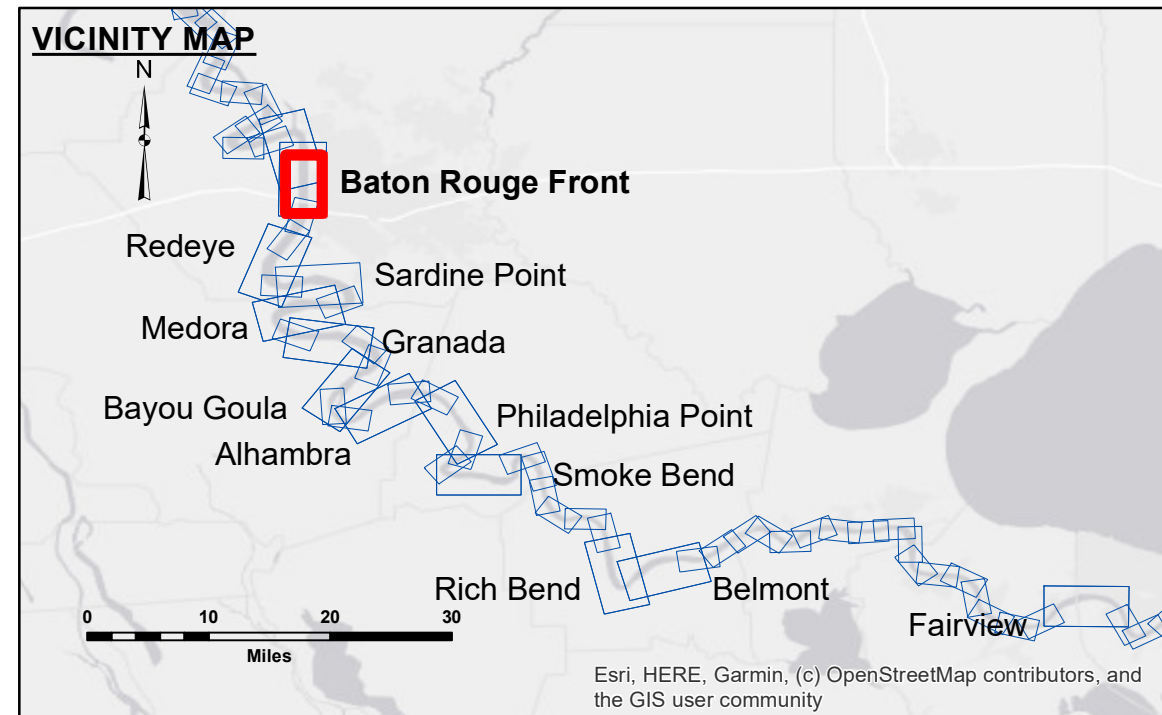 VICINITY MAP
N
Baton Rouge Front
Redeye
Sardine Point
Medora
Granada
Bayou Goula
Philadelphia Point
Alhambra
Smoke Bend
Rich Bend
Belmont
Fairview
0 10 20 30
Miles
Esri, HERE, Garmin, (c) OpenStreetMap contributors, and
the GIS user community